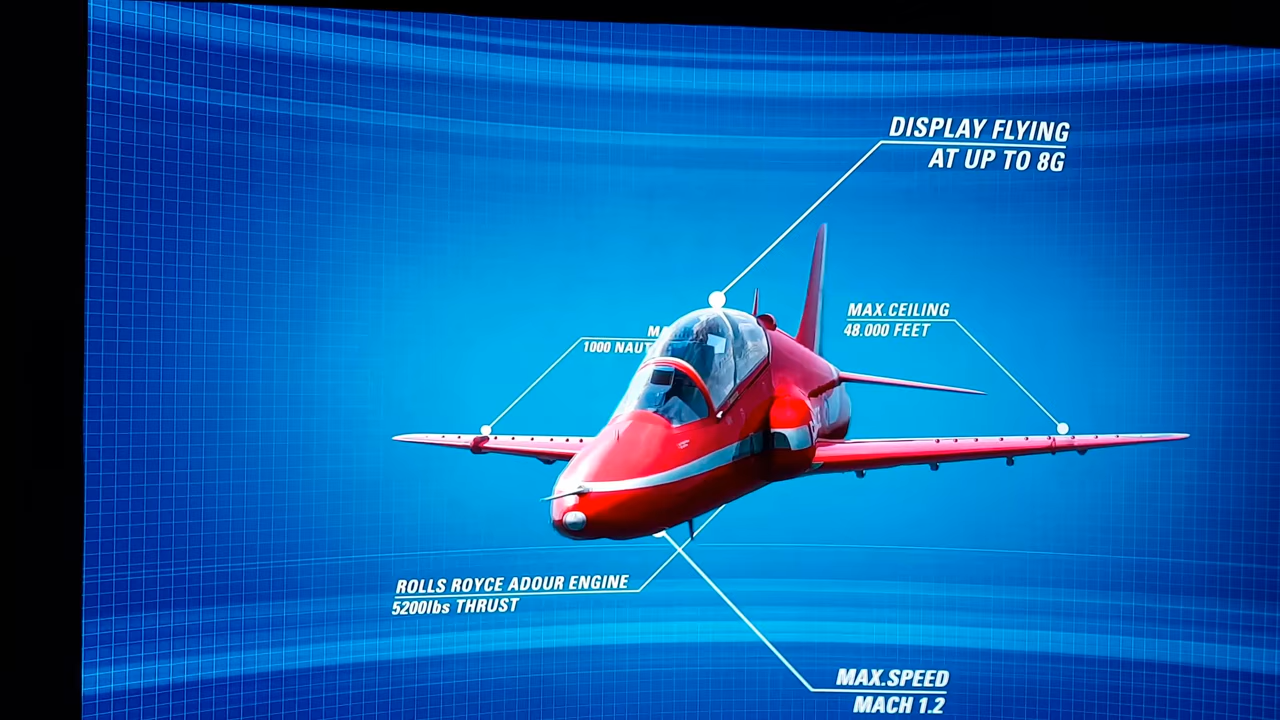 DISPLAY FLYING
AT UP TO 8G
MAX.CEILING
48.000 FEET
1000
ROLLS ROYCE ADOUR ENGINE
5200lbs THRUST
MAX.SPEED
MACH 1.2